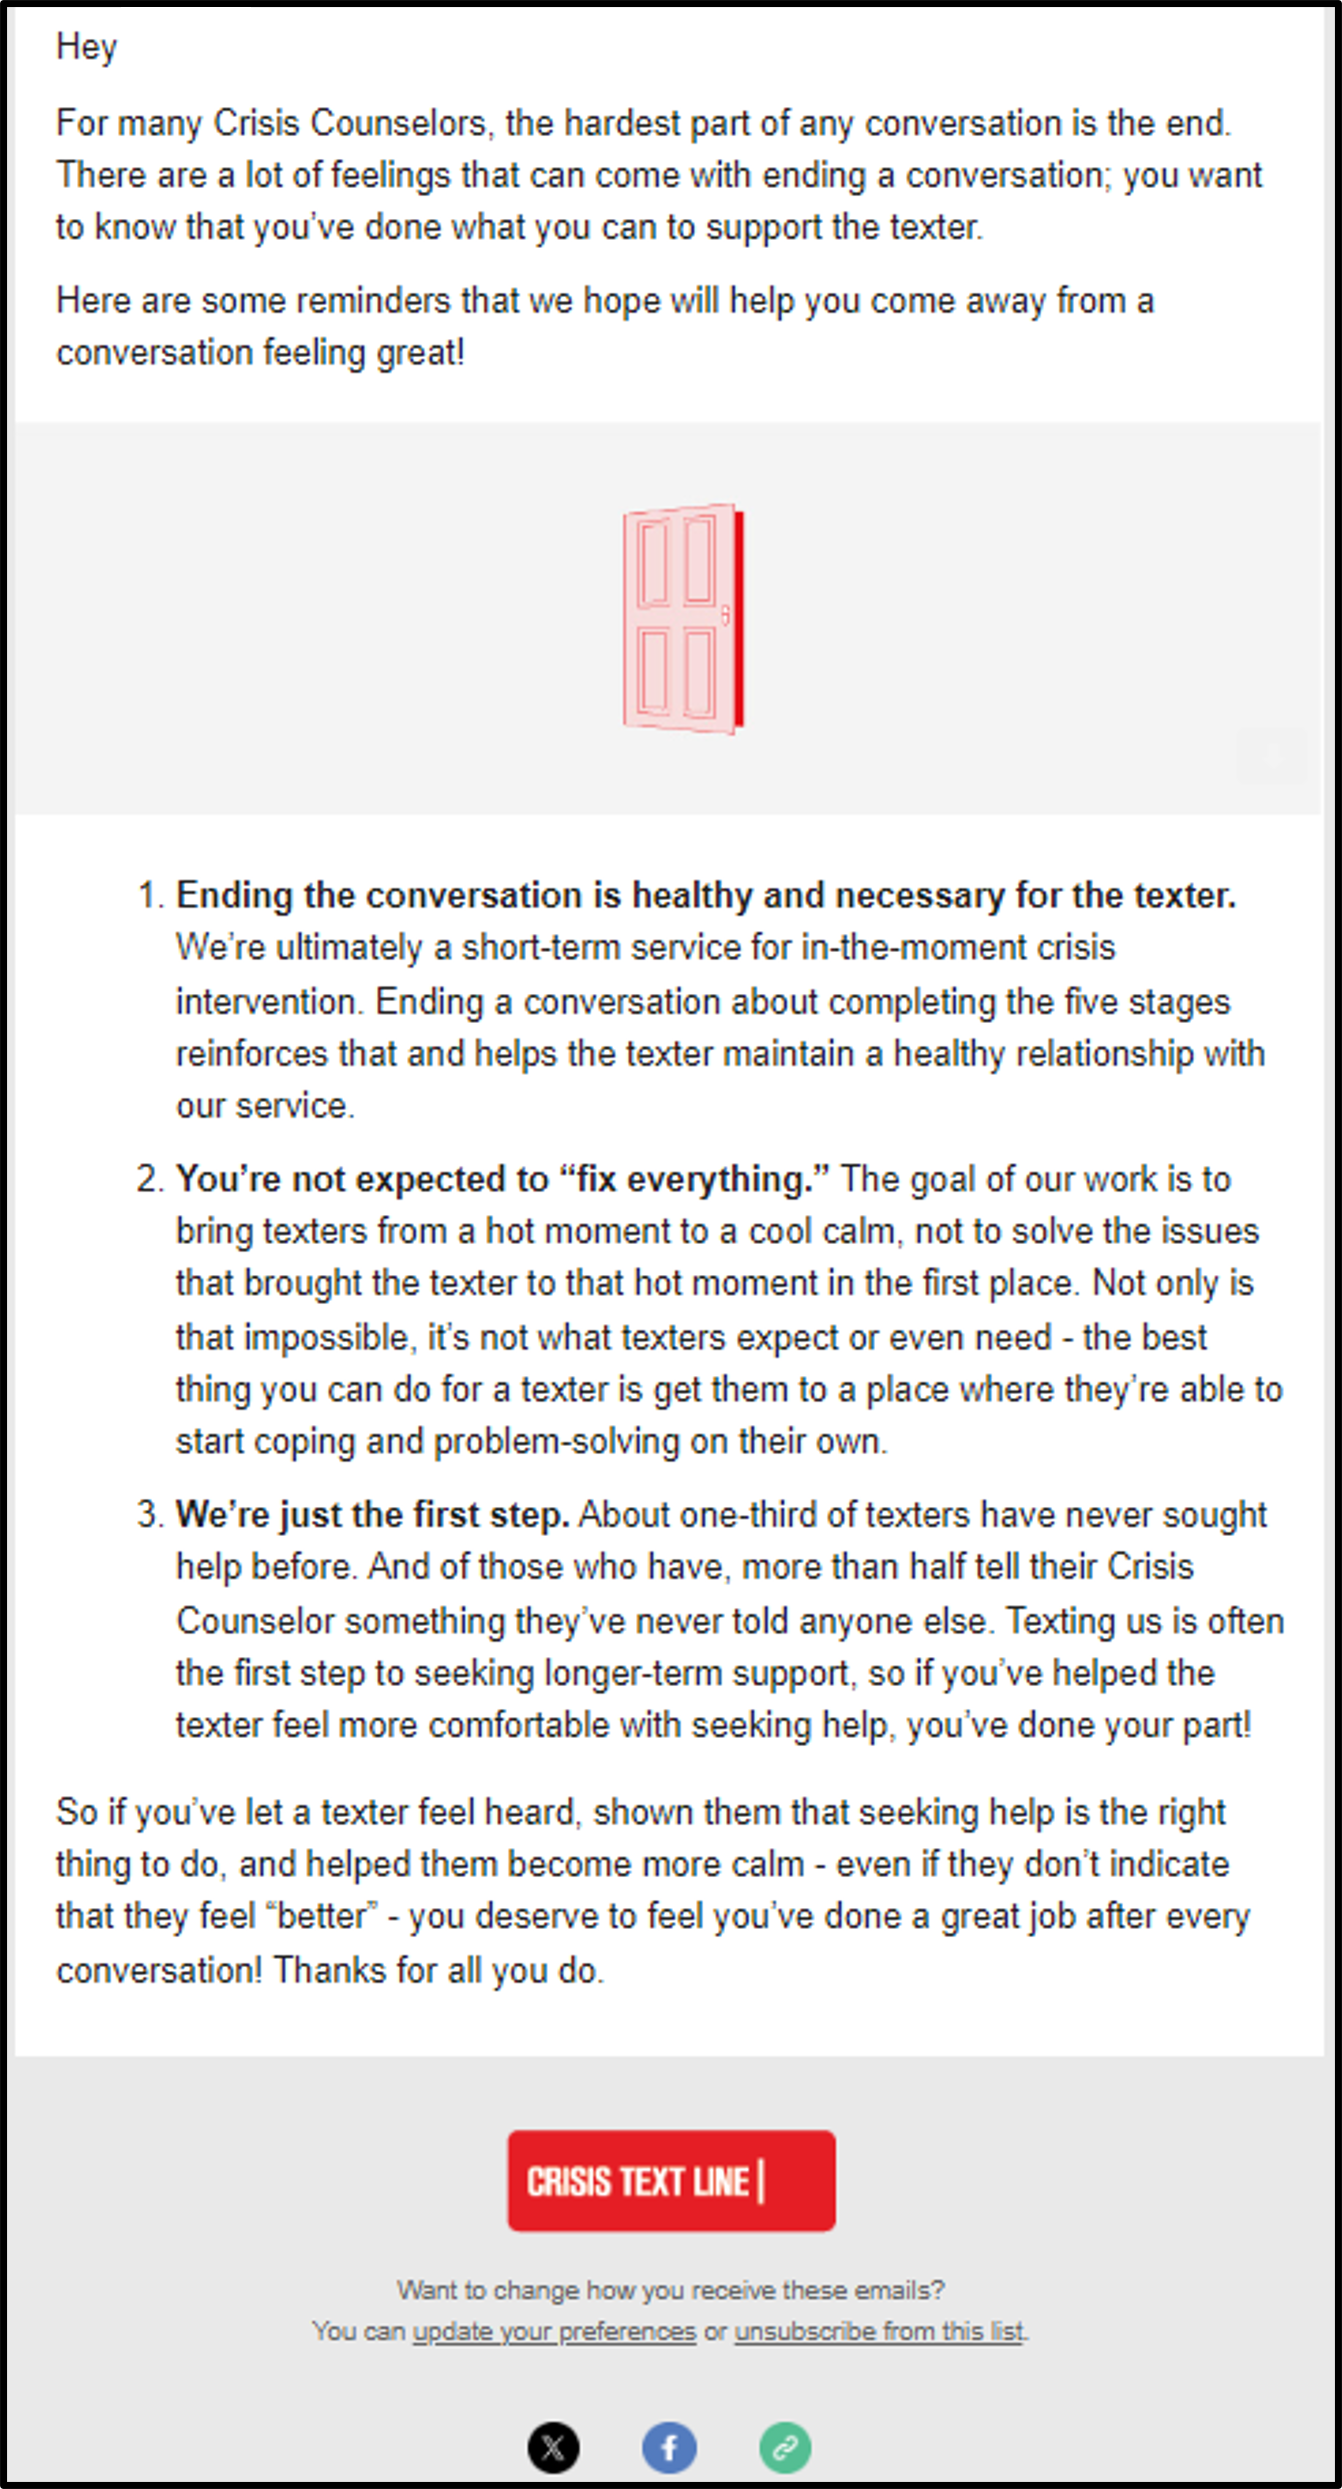 Hey
For many Crisis Counselors, the hardest part of any conversation is the end.
There are a lot of feelings that can come with ending a conversation; you want
to know that you’ve done what you can to support the texter.
Here are some reminders that we hope will help you come away from a
conversation feeling great!
1. Ending the conversation is healthy and necessary for the texter.
We’re ultimately a short-term service for in-the-moment crisis
intervention. Ending a conversation about completing the five stages
reinforces that and helps the texter maintain a healthy relationship with
our service.
2. You’re not expected to “fix everything.” The goal of our work is to
bring texters from a hot moment to a cool calm, not to solve the issues
that brought the texter to that hot moment in the first place. Not only is
that impossible, it’s not what texters expect or even need - the best
thing you can do for a texter is get them to a place where they’re able to
start coping and problem-solving on their own.
3. We’re just the first step. About one-third of texters have never sought
help before. And of those who have, more than half tell their Crisis
Counselor something they’ve never told anyone else. Texting us is often
the first step to seeking longer-term support, so if you’ve helped the
texter feel more comfortable with seeking help, you’ve done your part!
So if you’ve let a texter feel heard, shown them that seeking help is the right
thing to do, and helped them become more calm - even if they don’t indicate
that they feel “better” - you deserve to feel you’ve done a great job after every
conversation! Thanks for all you do.
CRISIS TEXT LINE |
Want to change how you receive these emails?
You can update your preferences or unsubscribe from this list.